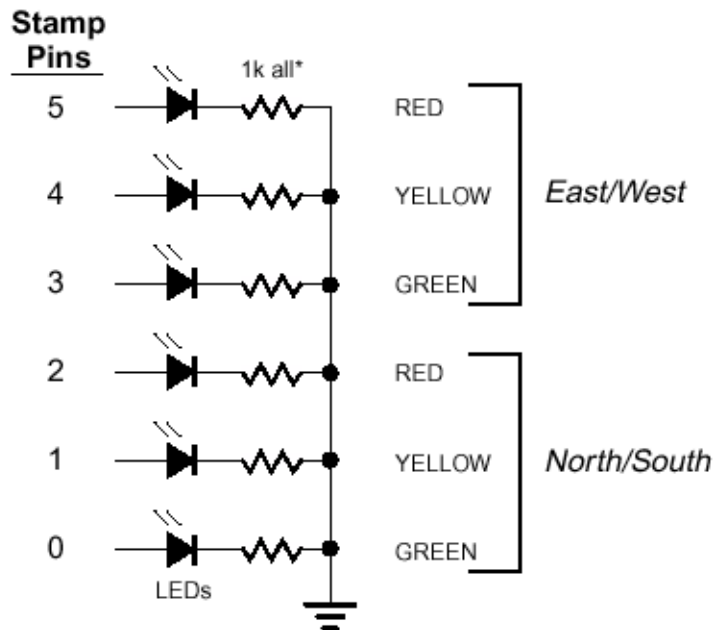 Stamp
Pins
1k all*
5 RED
4 YELLOW East/West
3 GREEN
2 RED
1 YELLOW North/South
0 GREEN
LEDs